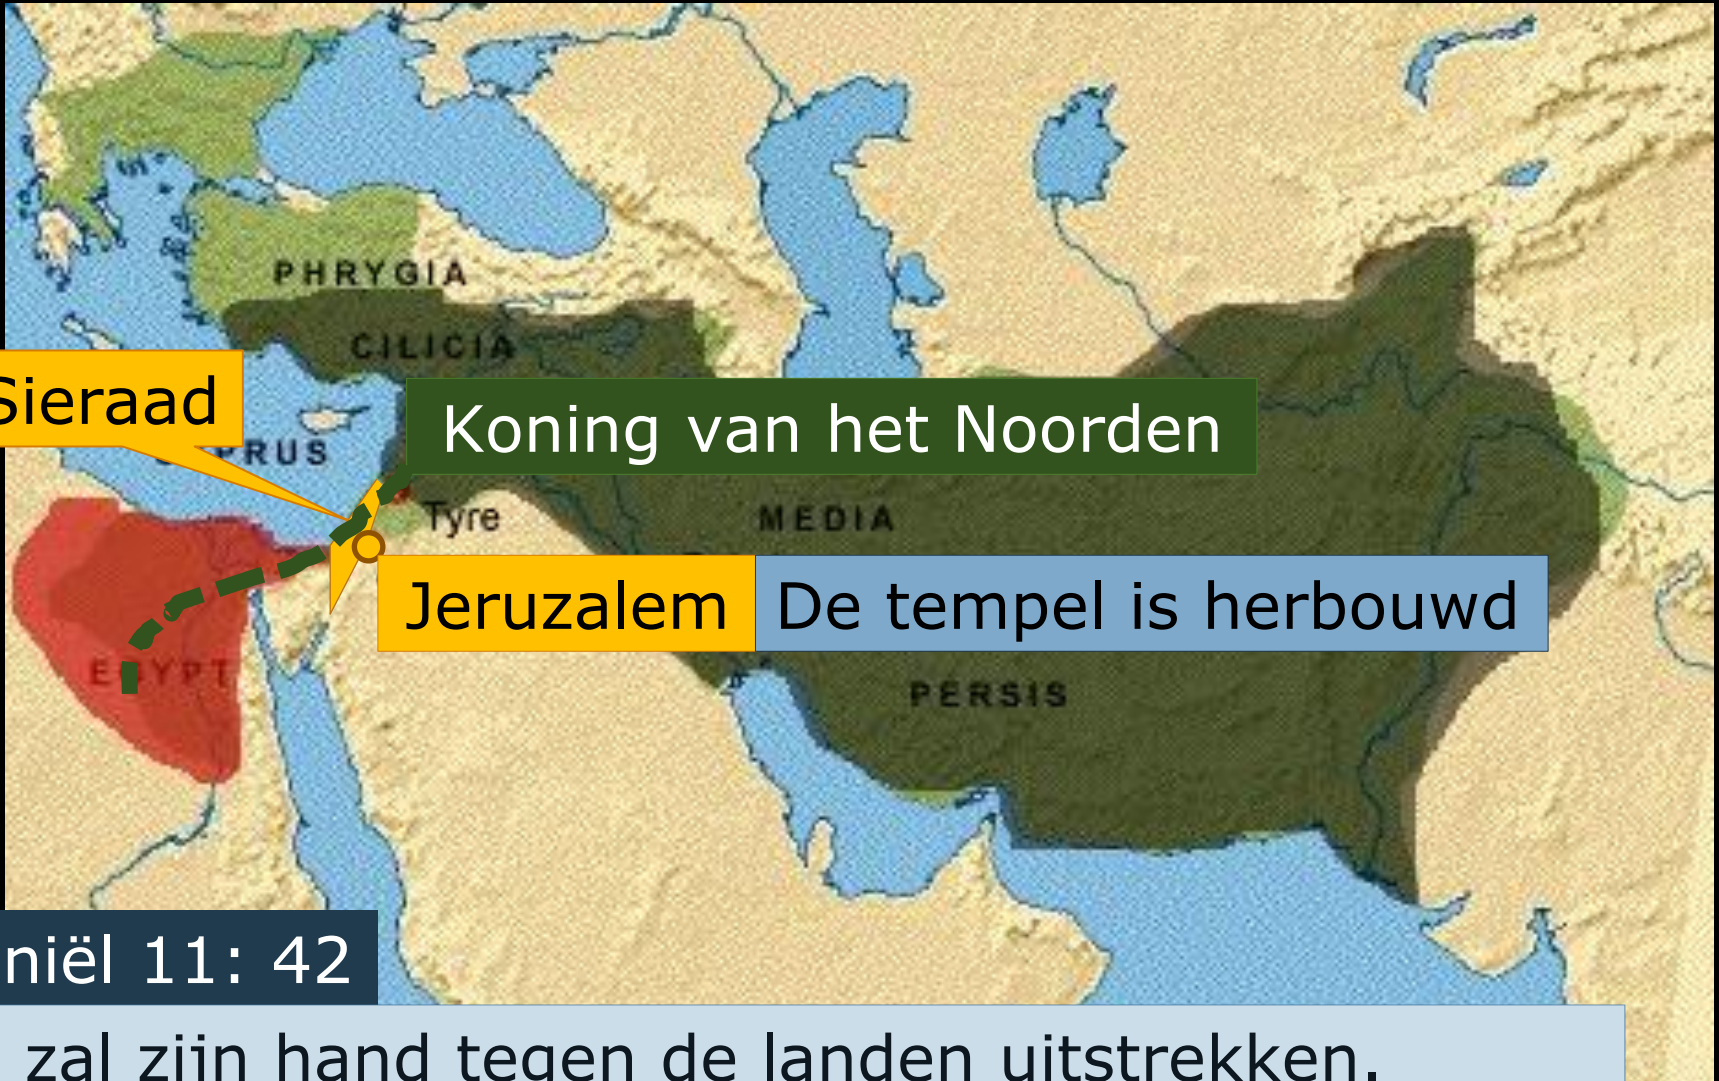 PHRYGIA
CILICIA
Sieraad
Koning van het Noorden
Tyre
MEDIA
Jeruzalem
De tempel is herbouwd
EGYPT
PERSIS
niël 11: 42
zal zijn hand tegen de landen uitstrekken,